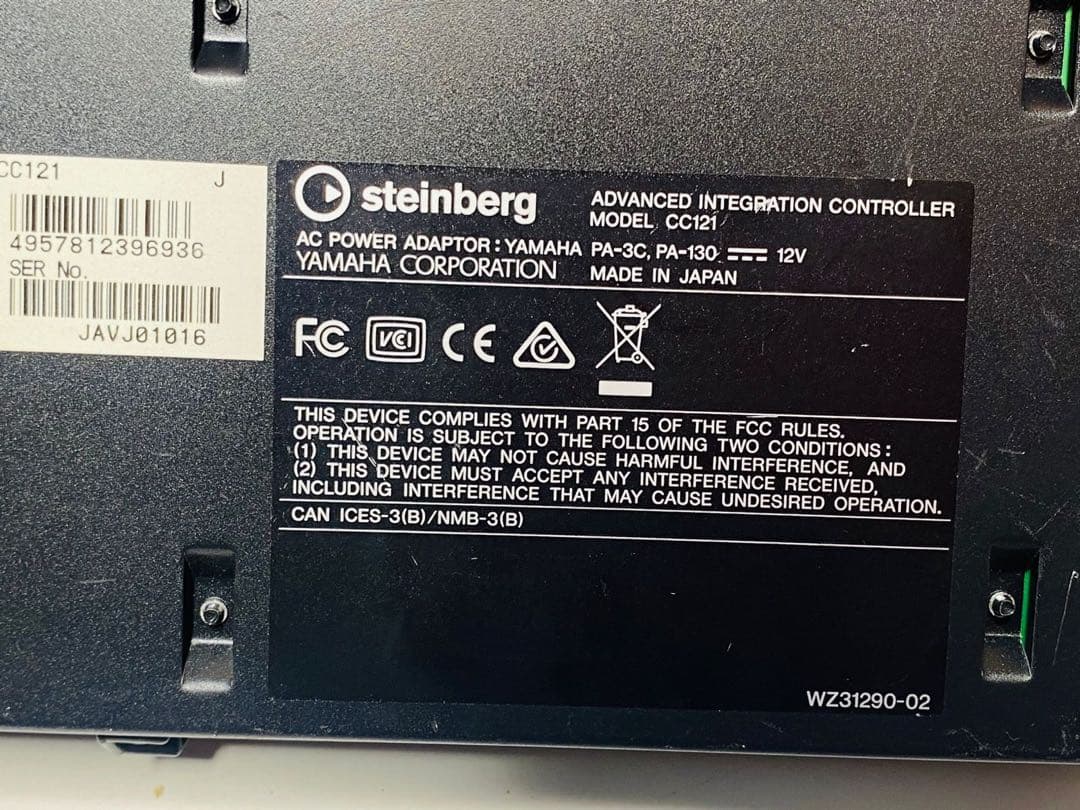 CC121 J
4957812396936
SER No.
JAVJ01016
steinberg
ADVANCED INTEGRATION CONTROLLER
MODEL CC121
AC POWER ADAPTOR : YAMAHA PA-3C, PA-130 12V
YAMAHA CORPORATION MADE IN JAPAN
FC VCI CE
THIS DEVICE COMPLIES WITH PART 15 OF THE FCC RULES.
OPERATION IS SUBJECT TO THE FOLLOWING TWO CONDITIONS :
(1) THIS DEVICE MAY NOT CAUSE HARMFUL INTERFERENCE, AND
(2) THIS DEVICE MUST ACCEPT ANY INTERFERENCE RECEIVED,
INCLUDING INTERFERENCE THAT MAY CAUSE UNDESIRED OPERATION.
CAN ICES-3(B)/NMB-3(B)
WZ31290-02